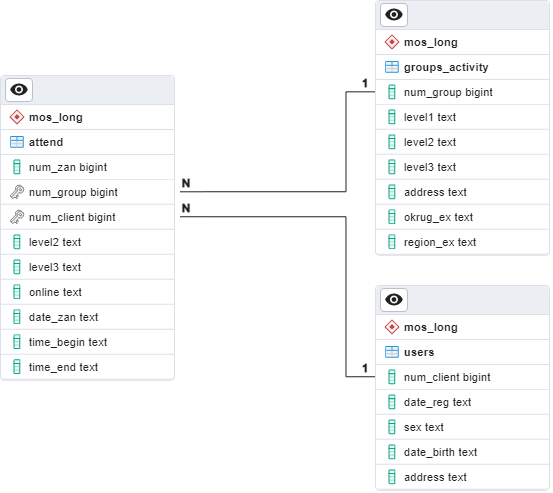 mos_long
attend
num_zan bigint
num_group bigint
num_client bigint
level2 text
level3 text
online text
date_zan text
time_begin text
time_end text
N
N
1
1
mos_long
groups_activity
num_group bigint
level1 text
level2 text
level3 text
address text
okrug_ex text
region_ex text
mos_long
users
num_client bigint
date_reg text
sex text
date_birth text
address text